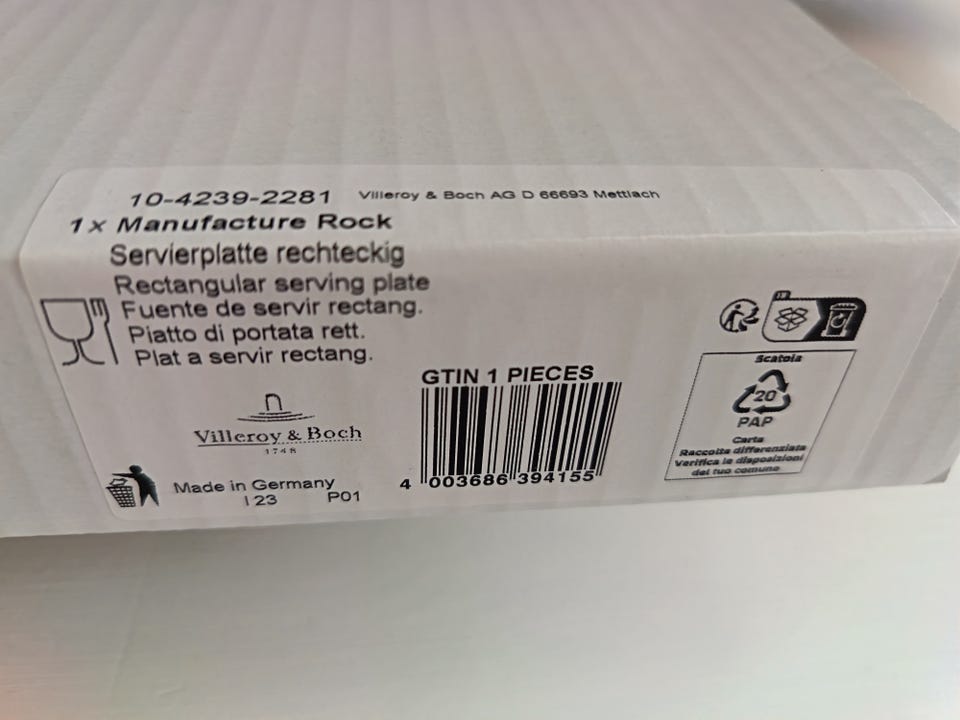 10-4239-2281 Villeroy & Boch AG D 66693 Mettlach
1x Manufacture Rock
Servierplatte rechteckig
Rectangular serving plate
Fuente de servir rectang.
Piatto di portata rett.
Plat a servir rectang.
Villeroy & Boch
1748
Made in Germany
I 23 P01
GTIN 1 PIECES
4 003686 394155
Scatola
20
PAP
Carta
Raccolta differenziata
Verifica le disposizioni
del tuo comune